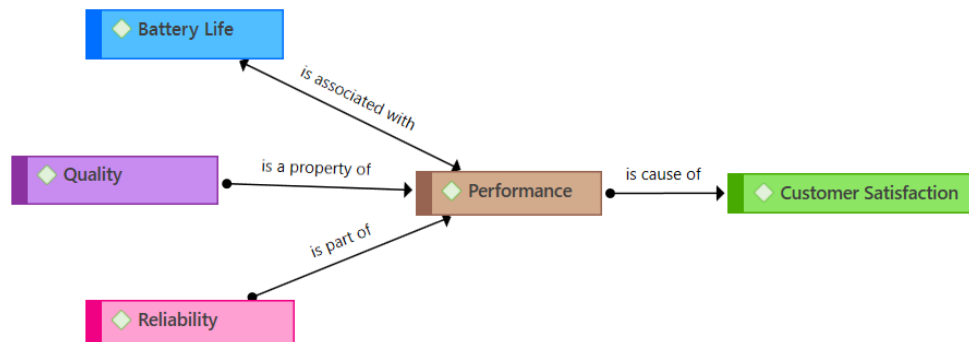 Battery Life
is associated with
Quality
is a property of
Performance
is cause of
Customer Satisfaction
is part of
Reliability